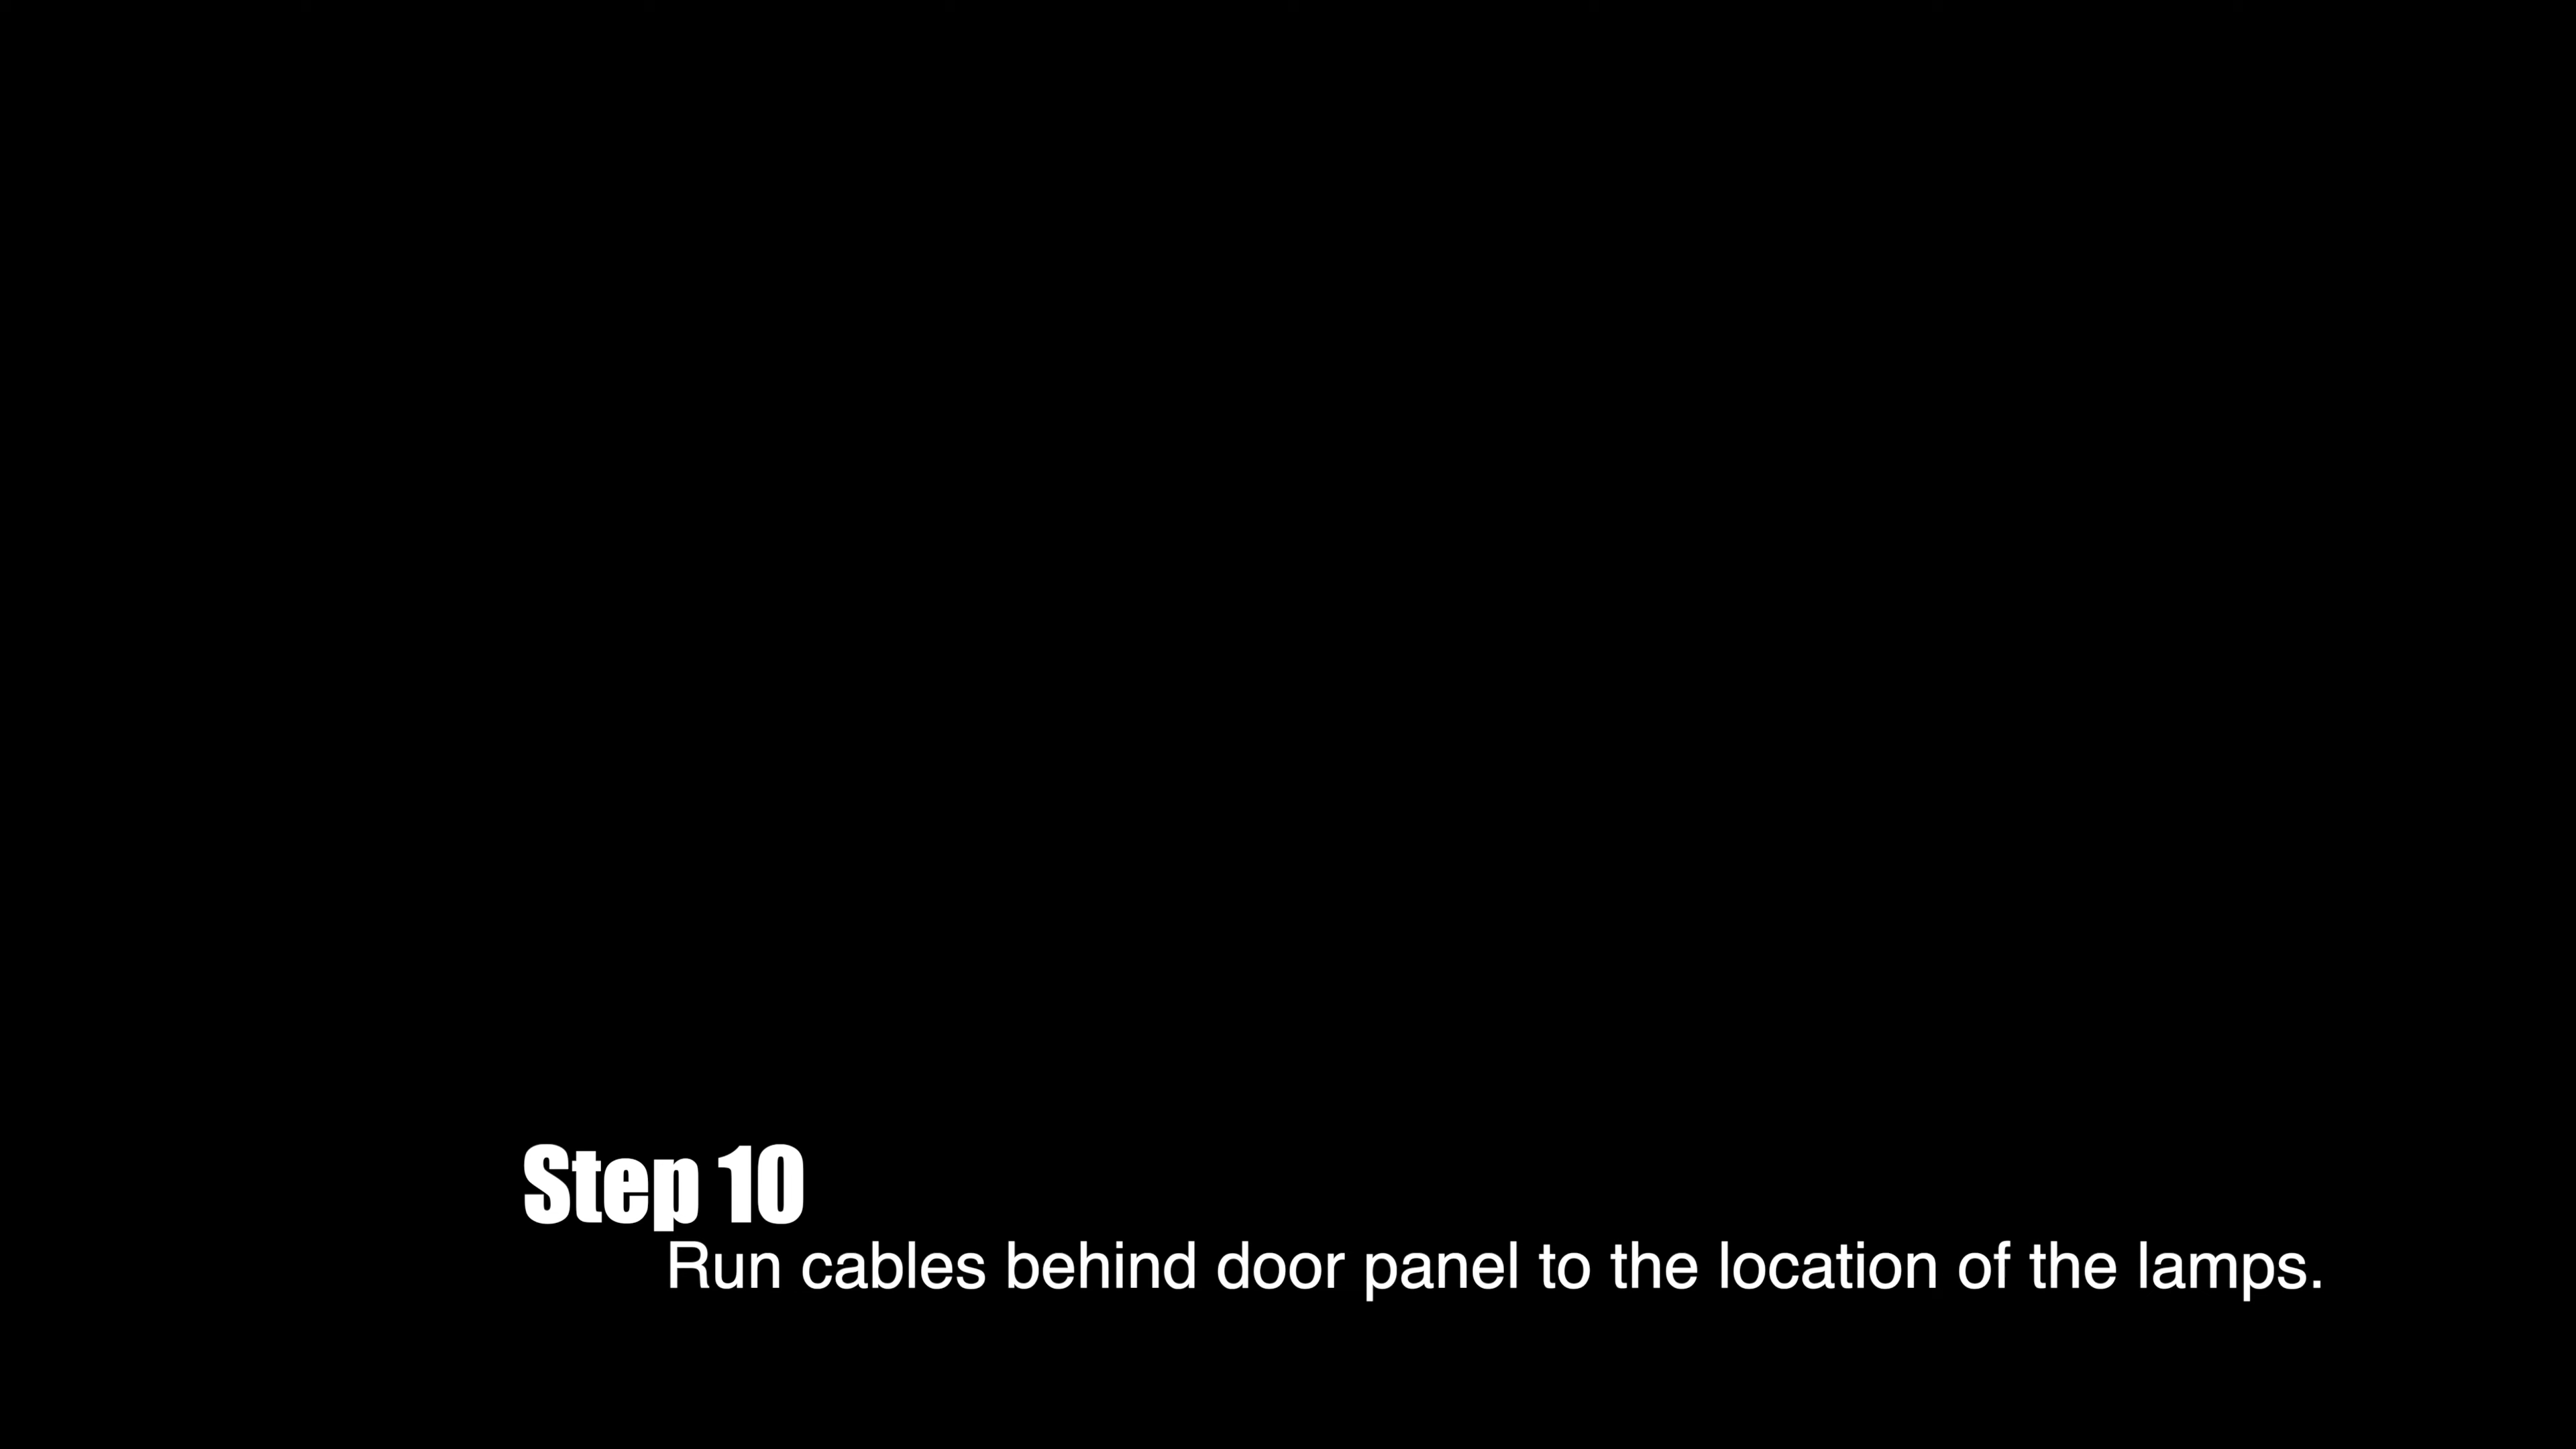 Step 10
Run cables behind door panel to the location of the lamps.